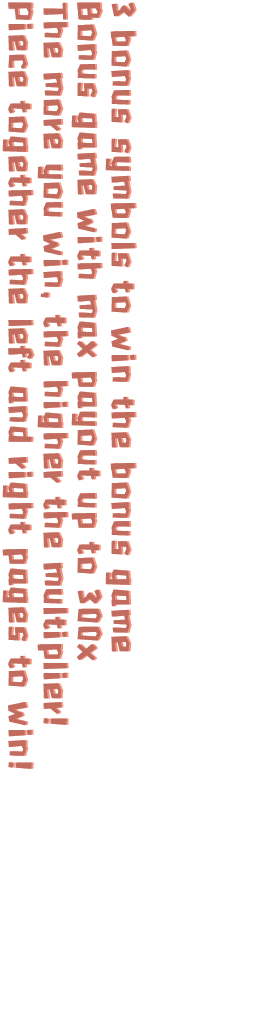 3 bonus symbols to win the bonus game
Bonus game with max payout up to 300x
The more you win, the higher the multiplier!
Piece together the left and right pages to win!